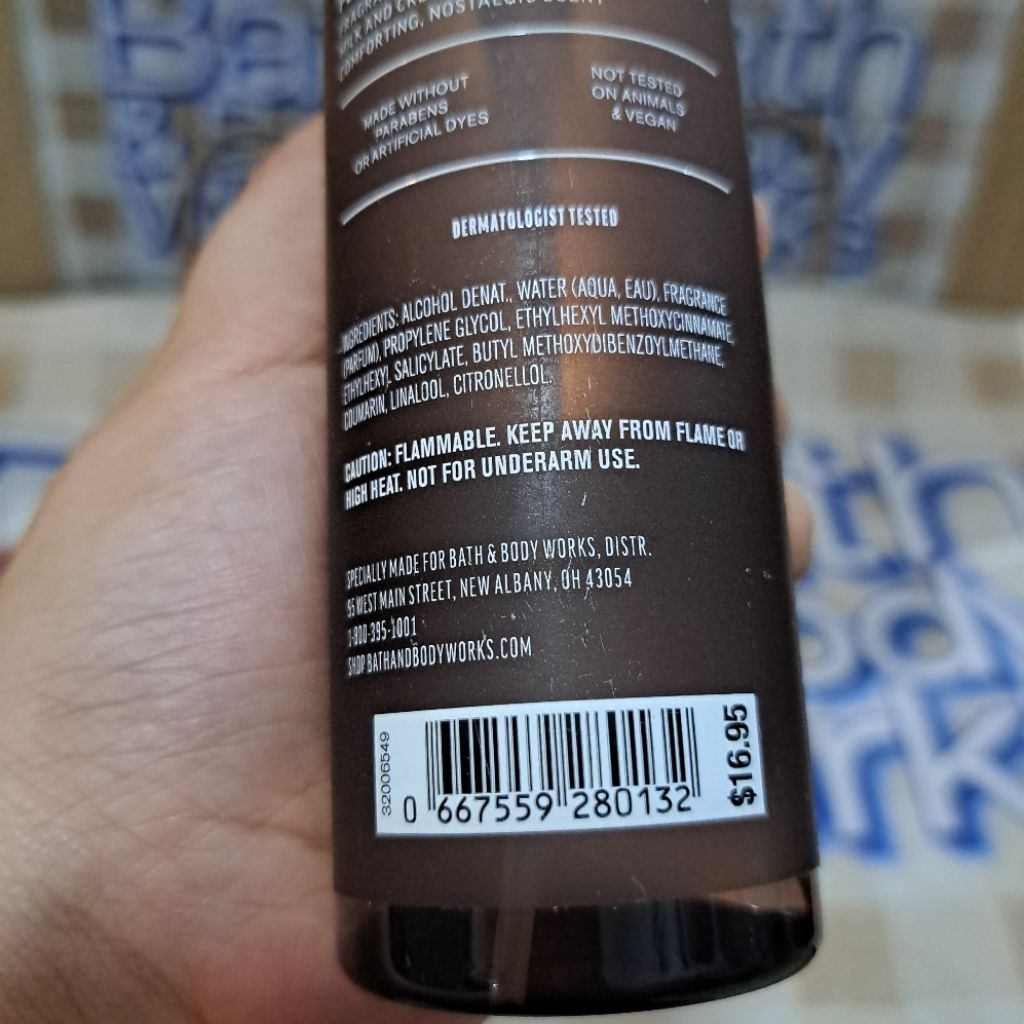 COMFORTING, NOSTALGIC SCENT
MADE WITHOUT
PARABENS
OR ARTIFICIAL DYES
NOT TESTED
ON ANIMALS
& VEGAN
DERMATOLOGIST TESTED
INGREDIENTS: ALCOHOL DENAT., WATER (AQUA, EAU), FRAGRANCE
(PARFUM), PROPYLENE GLYCOL, ETHYLHEXYL METHOXYCINNAMATE,
ETHYLHEXYL SALICYLATE, BUTYL METHOXYDIBENZOYLMETHANE,
COUMARIN, LINALOOL, CITRONELLOL.
CAUTION: FLAMMABLE. KEEP AWAY FROM FLAME OR
HIGH HEAT. NOT FOR UNDERARM USE.
SPECIALLY MADE FOR BATH & BODY WORKS, DISTR.
95 WEST MAIN STREET, NEW ALBANY, OH 43054
1-800-395-1001
SHOP BATHANDBODYWORKS.COM
32006549
0 667559 280132
$16.95